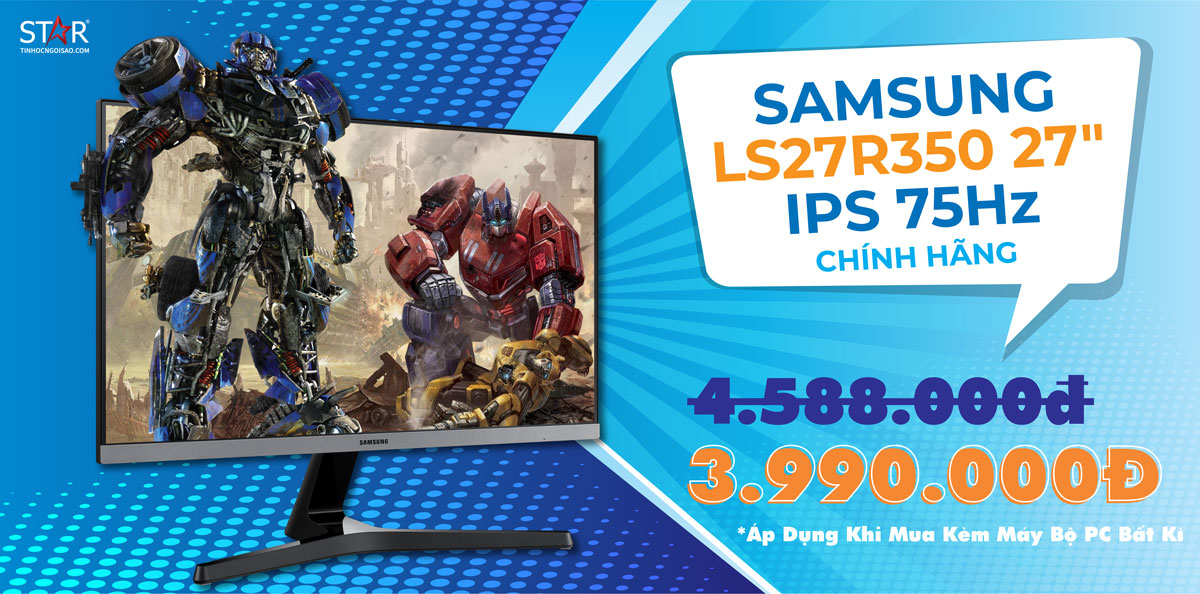 STAR
TINHOCNGOISAO.COM
SAMSUNG
LS27R350 27"
IPS 75Hz
CHÍNH HÃNG
4.588.000đ
3.990.000Đ
*Áp Dụng Khi Mua Kèm Máy Bộ PC Bất Kì
SAMSUNG